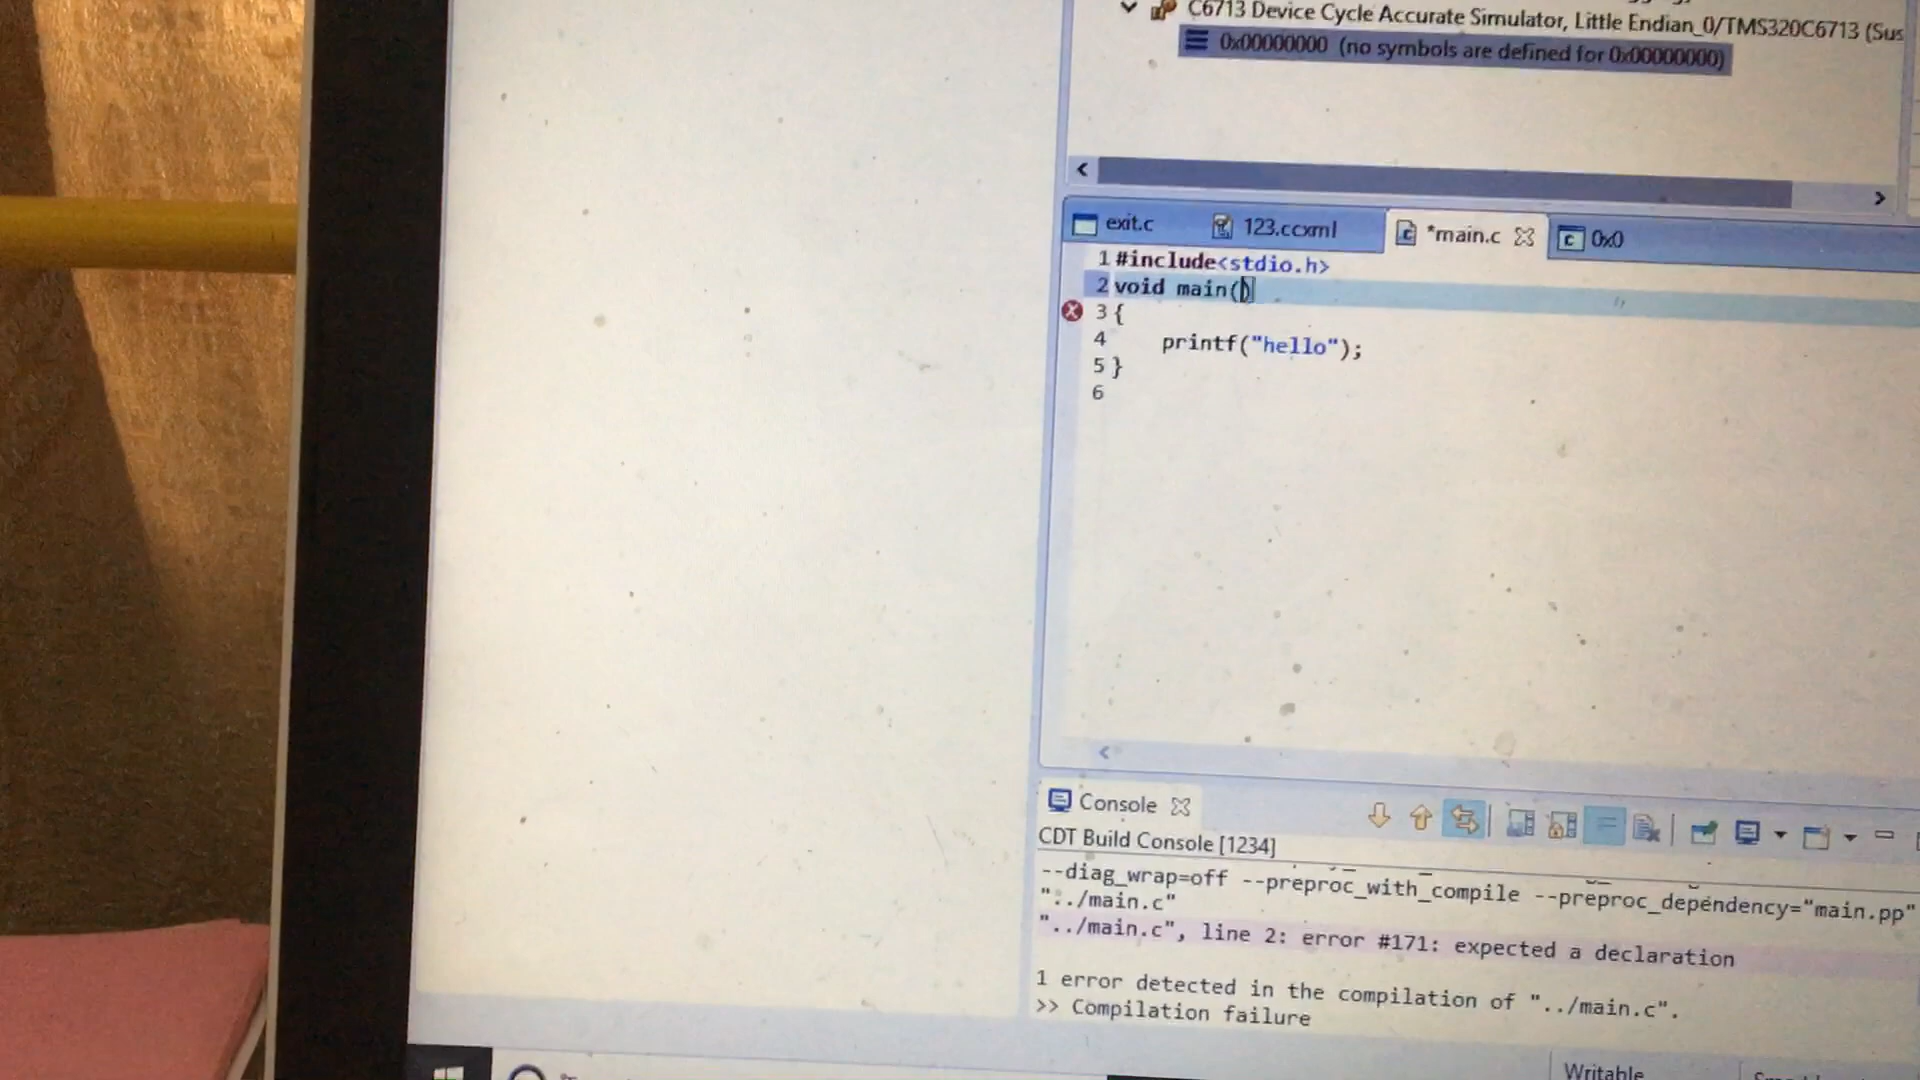 C6713 Device Cycle Accurate Simulator, Little Endian_0/TMS320C6713 (Sus
0x00000000 (no symbols are defined for 0x00000000)
exit.c 123.ccxml *main.c 0x0
1 #include<stdio.h>
2 void main()
3 {
4 printf("hello");
5 }
6
Console
CDT Build Console [1234]
--diag_wrap=off --preproc_with_compile --preproc_dependency="main.pp"
"../main.c"
"../main.c", line 2: error #171: expected a declaration
1 error detected in the compilation of "../main.c".
>> Compilation failure
Writable